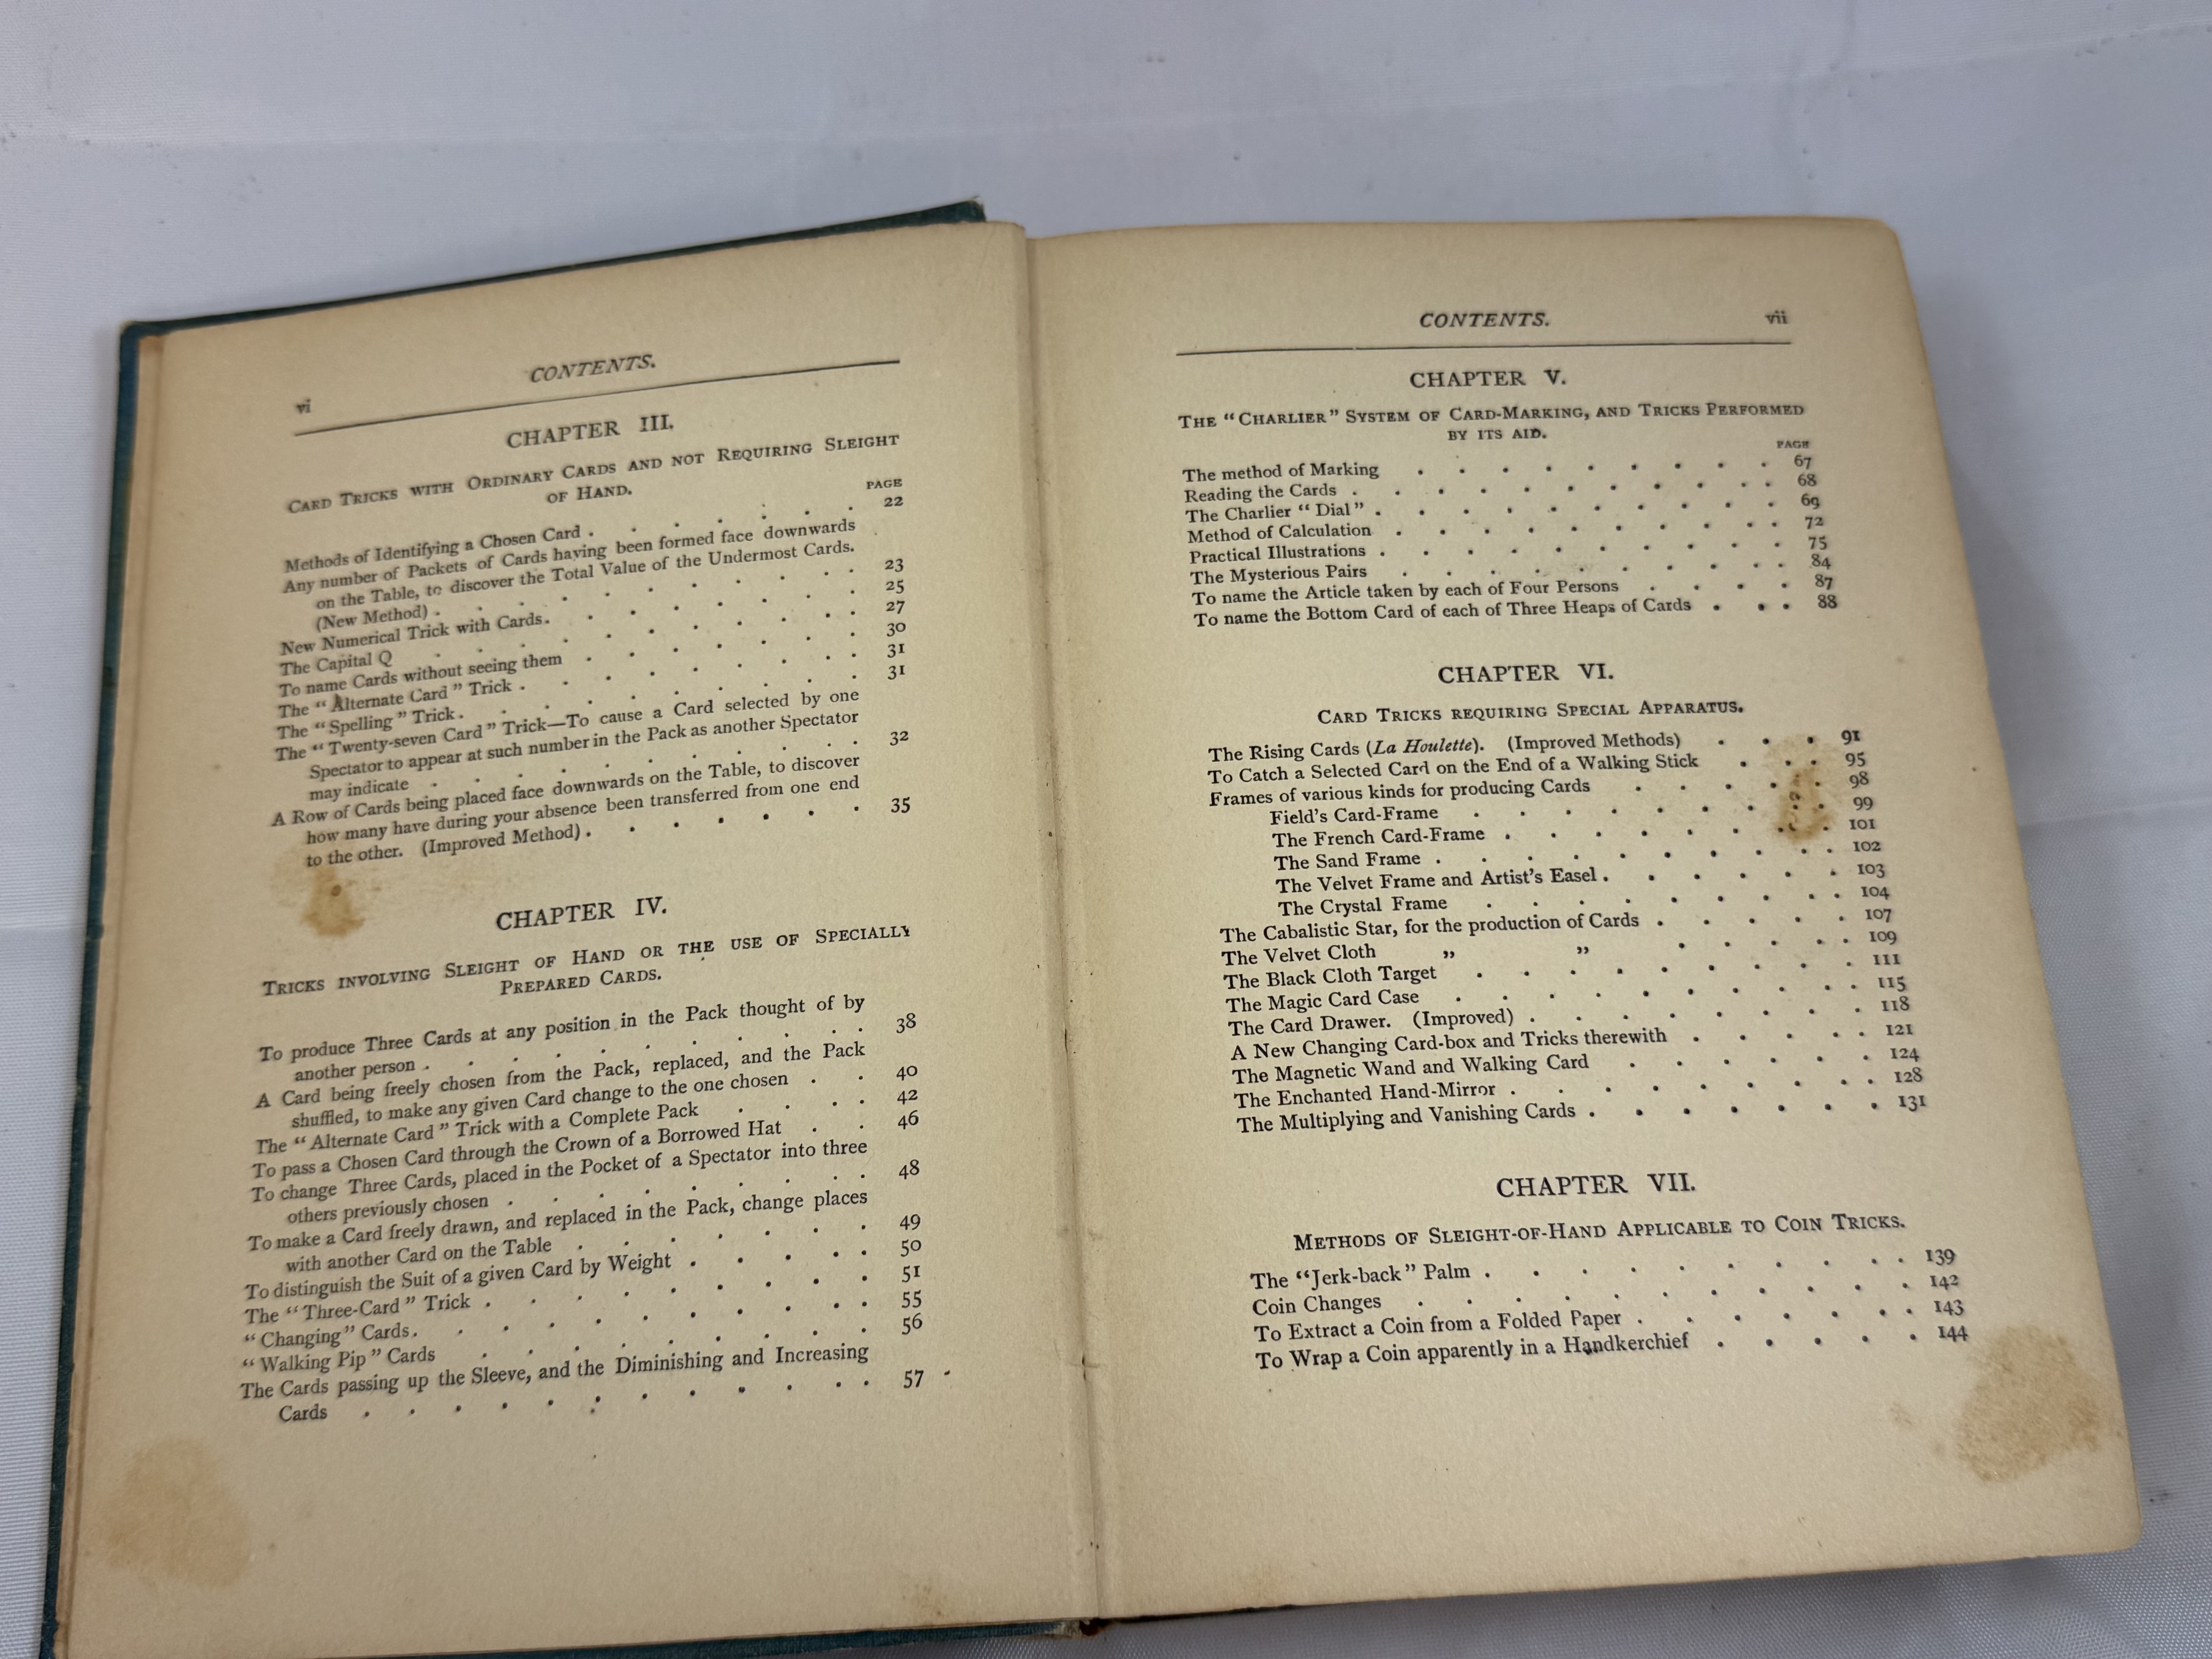 CONTENTS.
vi
CHAPTER III.
CARD TRICKS WITH ORDINARY CARDS AND NOT REQUIRING SLEIGHT
OF HAND.
PAGE
Methods of Identifying a Chosen Card . . . . . . . 22
Any number of Packets of Cards having been formed face downwards
on the Table, to discover the Total Value of the Undermost Cards.
(New Method) . . . . . . . . . . 23
New Numerical Trick with Cards. . . . . . . . 25
The Capital Q . . . . . . . . . 27
To name Cards without seeing them . . . . . . . 30
The "Alternate Card" Trick . . . . . . . . 31
The "Spelling" Trick . . . . . . . . . 31
The "Twenty-seven Card" Trick—To cause a Card selected by one
Spectator to appear at such number in the Pack as another Spectator
may indicate . . . . . . . . . 32
A Row of Cards being placed face downwards on the Table, to discover
how many have during your absence been transferred from one end
to the other. (Improved Method) . . . . . . . 35
CHAPTER IV.
TRICKS INVOLVING SLEIGHT OF HAND OR THE USE OF SPECIALLY
PREPARED CARDS.
To produce Three Cards at any position in the Pack thought of by
another person . . . . . . . . . . 38
A Card being freely chosen from the Pack, replaced, and the Pack
shuffled, to make any given Card change to the one chosen . . 40
The "Alternate Card" Trick with a Complete Pack . . . . 42
To pass a Chosen Card through the Crown of a Borrowed Hat . . 46
To change Three Cards, placed in the Pocket of a Spectator into three
others previously chosen . . . . . . . . . 48
To make a Card freely drawn, and replaced in the Pack, change places
with another Card on the Table . . . . . . . 49
To distinguish the Suit of a given Card by Weight . . . . . 50
The "Three-Card" Trick . . . . . . . . . 51
"Changing" Cards. . . . . . . . . . 55
"Walking Pip" Cards . . . . . . . . . 56
The Cards passing up the Sleeve, and the Diminishing and Increasing
Cards . . . . . . . . . . . . 57
CONTENTS. vii
CHAPTER V.
THE "CHARLIER" SYSTEM OF CARD-MARKING, AND TRICKS PERFORMED
BY ITS AID.
PAGE
The method of Marking . . . . . . . . . 67
Reading the Cards . . . . . . . . . . 68
The Charlier "Dial" . . . . . . . . . . 69
Method of Calculation . . . . . . . . . . 72
Practical Illustrations . . . . . . . . . . 75
The Mysterious Pairs . . . . . . . . . . 84
To name the Article taken by each of Four Persons . . . . 87
To name the Bottom Card of each of Three Heaps of Cards . . . 88
CHAPTER VI.
CARD TRICKS REQUIRING SPECIAL APPARATUS.
The Rising Cards (La Houlette). (Improved Methods) . . . 91
To Catch a Selected Card on the End of a Walking Stick . . . 95
Frames of various kinds for producing Cards . . . . . 98
Field's Card-Frame . . . . . . . . . 99
The French Card-Frame . . . . . . . . 101
The Sand Frame . . . . . . . . . . 102
The Velvet Frame and Artist's Easel . . . . . . 103
The Crystal Frame . . . . . . . . . 104
The Cabalistic Star, for the production of Cards . . . . . 107
The Velvet Cloth „ „ . . . . . 109
The Black Cloth Target . . . . . . . . . 111
The Magic Card Case . . . . . . . . . . 115
The Card Drawer. (Improved) . . . . . . . . 118
A New Changing Card-box and Tricks therewith . . . . . 121
The Magnetic Wand and Walking Card . . . . . . 124
The Enchanted Hand-Mirror . . . . . . . . . 128
The Multiplying and Vanishing Cards . . . . . . . 131
CHAPTER VII.
METHODS OF SLEIGHT-OF-HAND APPLICABLE TO COIN TRICKS.
The "Jerk-back" Palm . . . . . . . . . . 139
Coin Changes . . . . . . . . . . . 142
To Extract a Coin from a Folded Paper . . . . . . . 143
To Wrap a Coin apparently in a Handkerchief . . . . . 144